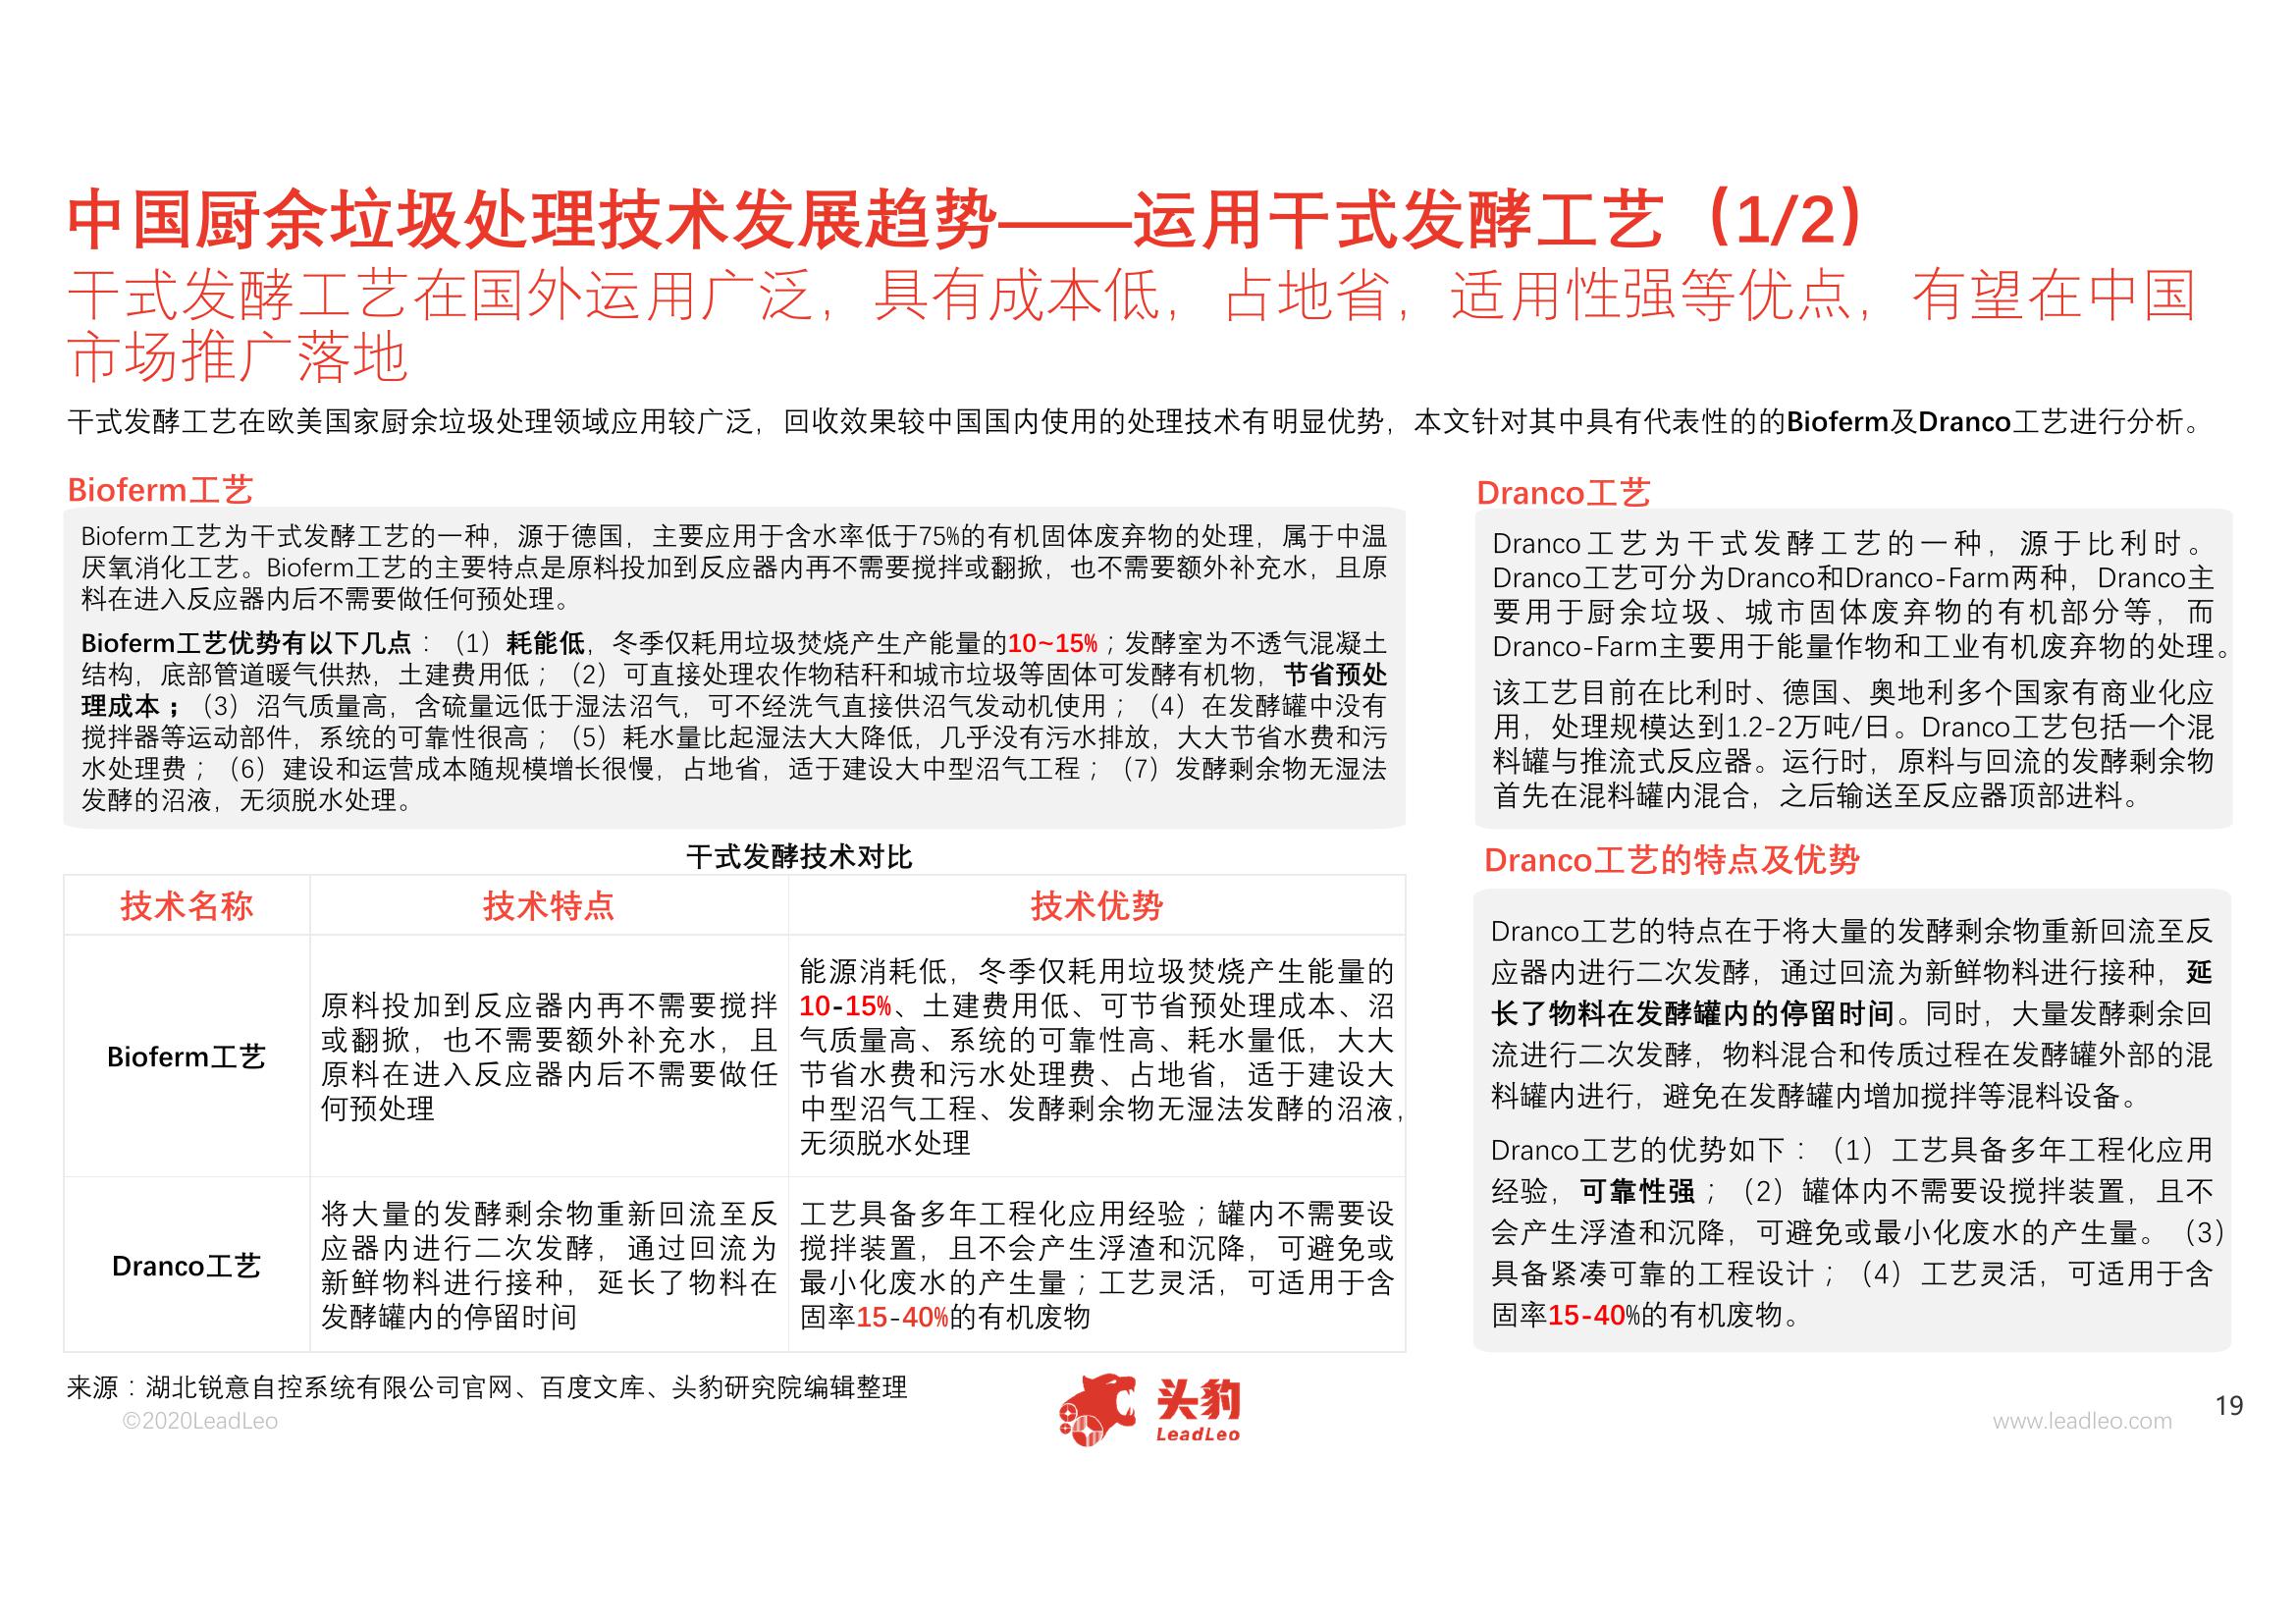 中国厨余垃圾处理技术发展趋势——运用干式发酵工艺（1/2）
干式发酵工艺在国外运用广泛，具有成本低，占地省，适用性强等优点，有望在中国
市场推广落地
干式发酵工艺在欧美国家厨余垃圾处理领域应用较广泛，回收效果较中国国内使用的处理技术有明显优势，本文针对其中具有代表性的的Bioferm及Dranco工艺进行分析。
Bioferm工艺
Bioferm工艺为干式发酵工艺的一种，源于德国，主要应用于含水率低于75%的有机固体废弃物的处理，属于中温
厌氧消化工艺。Bioferm工艺的主要特点是原料投加到反应器内再不需要搅拌或翻掀，也不需要额外补充水，且原
料在进入反应器内后不需要做任何预处理。
Bioferm工艺优势有以下几点：（1）耗能低，冬季仅耗用垃圾焚烧产生产能量的10~15%；发酵室为不透气混凝土
结构，底部管道暖气供热，土建费用低；（2）可直接处理农作物秸秆和城市垃圾等固体可发酵有机物，节省预处
理成本；（3）沼气质量高，含硫量远低于湿法沼气，可不经洗气直接供沼气发动机使用；（4）在发酵罐中没有
搅拌器等运动部件，系统的可靠性很高；（5）耗水量比起湿法大大降低，几乎没有污水排放，大大节省水费和污
水处理费；（6）建设和运营成本随规模增长很慢，占地省，适于建设大中型沼气工程；（7）发酵剩余物无湿法
发酵的沼液，无须脱水处理。
Dranco工艺
Dranco工艺为干式发酵工艺的一种，源于比利时。
Dranco工艺可分为Dranco和Dranco-Farm两种，Dranco主
要用于厨余垃圾、城市固体废弃物的有机部分等，而
Dranco-Farm主要用于能量作物和工业有机废弃物的处理。
该工艺目前在比利时、德国、奥地利多个国家有商业化应
用，处理规模达到1.2-2万吨/日。Dranco工艺包括一个混
料罐与推流式反应器。运行时，原料与回流的发酵剩余物
首先在混料罐内混合，之后输送至反应器顶部进料。
干式发酵技术对比
技术名称
技术特点
技术优势
Bioferm工艺
原料投加到反应器内再不需要搅拌
或翻掀，也不需要额外补充水，且
原料在进入反应器内后不需要做任
何预处理
能源消耗低，冬季仅耗用垃圾焚烧产生能量的
10-15%、土建费用低、可节省预处理成本、沼
气质量高、系统的可靠性高、耗水量低，大大
节省水费和污水处理费、占地省，适于建设大
中型沼气工程、发酵剩余物无湿法发酵的沼液，
无须脱水处理
Dranco工艺
将大量的发酵剩余物重新回流至反
应器内进行二次发酵，通过回流为
新鲜物料进行接种，延长了物料在
发酵罐内的停留时间
工艺具备多年工程化应用经验；罐内不需要设
搅拌装置，且不会产生浮渣和沉降，可避免或
最小化废水的产生量；工艺灵活，可适用于含
固率15-40%的有机废物
Dranco工艺的特点及优势
Dranco工艺的特点在于将大量的发酵剩余物重新回流至反
应器内进行二次发酵，通过回流为新鲜物料进行接种，延
长了物料在发酵罐内的停留时间。同时，大量发酵剩余回
流进行二次发酵，物料混合和传质过程在发酵罐外部的混
料罐内进行，避免在发酵罐内增加搅拌等混料设备。
Dranco工艺的优势如下：（1）工艺具备多年工程化应用
经验，可靠性强；（2）罐体内不需要设搅拌装置，且不
会产生浮渣和沉降，可避免或最小化废水的产生量。（3）
具备紧凑可靠的工程设计；（4）工艺灵活，可适用于含
固率15-40%的有机废物。
来源：湖北锐意自控系统有限公司官网、百度文库、头豹研究院编辑整理
©2020LeadLeo
头豹
LeadLeo
www.leadleo.com
19